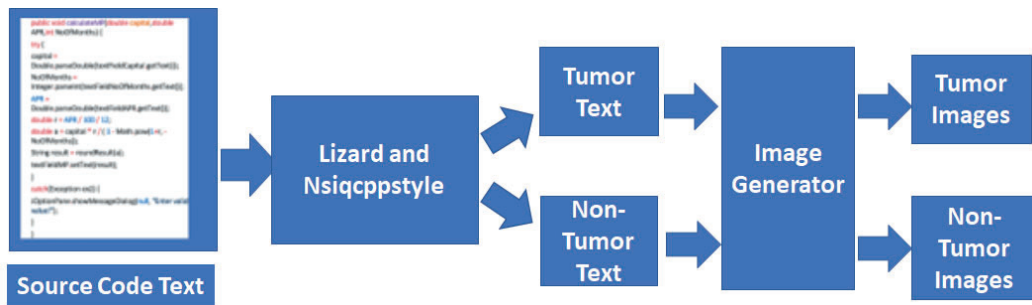 public void calculateMP(double capital,double
APR,int NoOfMonths) {
try {
capital =
Double.parseDouble(textFieldCapital.getText());
NoOfMonths =
Integer.parseInt(textFieldNoOfMonths.getText());
APR =
Double.parseDouble(textFieldAPR.getText());
double r = APR / 100 / 12;
double a = capital * r / ( 1 - Math.pow(1+r, -
NoOfMonths));
String result = roundResult(a);
textFieldMP.setText(result);
}
catch(Exception ex)) {
JOptionPane.showMessageDialog(null, "Enter valid
value!");
}
}
Source Code Text
Lizard and
Nsiqcppstyle
Tumor
Text
Non-
Tumor
Text
Image
Generator
Tumor
Images
Non-
Tumor
Images